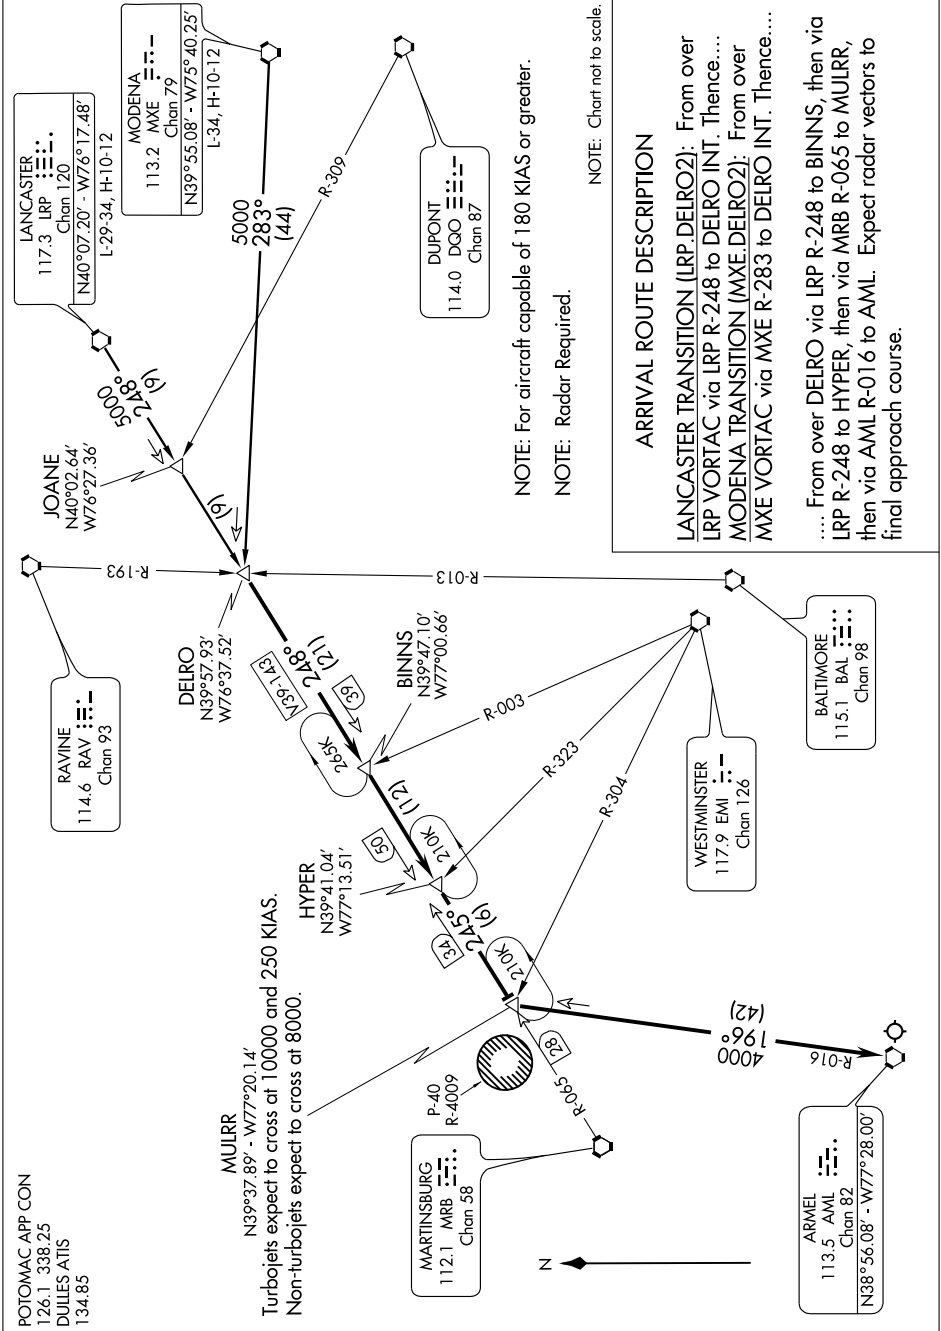 POTOMAC APP CON
126.1 338.25
DULLES ATIS
134.85
RAVINE
114.6 RAV
Chan 93
R-193
JOANE
N40°02.64'
W76°27.36'
LANCASTER
117.3 LRP
Chan 120
N40°07.20' - W76°17.48'
L-29-34, H-10-12
MODENA
113.2 MXE
Chan 79
N39°55.08' - W75°40.25'
L-34, H-10-12
5000
248°
(9)
(9)
5000
283°
(44)
R-309
DUPONT
114.0 DQO
Chan 87
DELRO
N39°57.93'
W76°37.52'
R-013
V39-143
248°
(21)
39
265K
BINNS
N39°47.10'
W77°00.66'
R-003
(12)
50
HYPER
N39°41.04'
W77°13.51'
210K
R-323
245°
(6)
34
210K
R-304
WESTMINSTER
117.9 EMI
Chan 126
BALTIMORE
115.1 BAL
Chan 98
MULRR
N39°37.89' - W77°20.14'
Turbojets expect to cross at 10000 and 250 KIAS.
Non-turbojets expect to cross at 8000.
P-40
R-4009
28
R-065
MARTINSBURG
112.1 MRB
Chan 58
4000
196°
(42)
R-016
ARMEL
113.5 AML
Chan 82
N38°56.08' - W77°28.00'
N
NOTE: For aircraft capable of 180 KIAS or greater.
NOTE: Radar Required.
NOTE: Chart not to scale.
ARRIVAL ROUTE DESCRIPTION
LANCASTER TRANSITION (LRP.DELRO2): From over
LRP VORTAC via LRP R-248 to DELRO INT. Thence....
MODENA TRANSITION (MXE.DELRO2): From over
MXE VORTAC via MXE R-283 to DELRO INT. Thence....
.... From over DELRO via LRP R-248 to BINNS, then via
LRP R-248 to HYPER, then via MRB R-065 to MULRR,
then via AML R-016 to AML. Expect radar vectors to
final approach course.